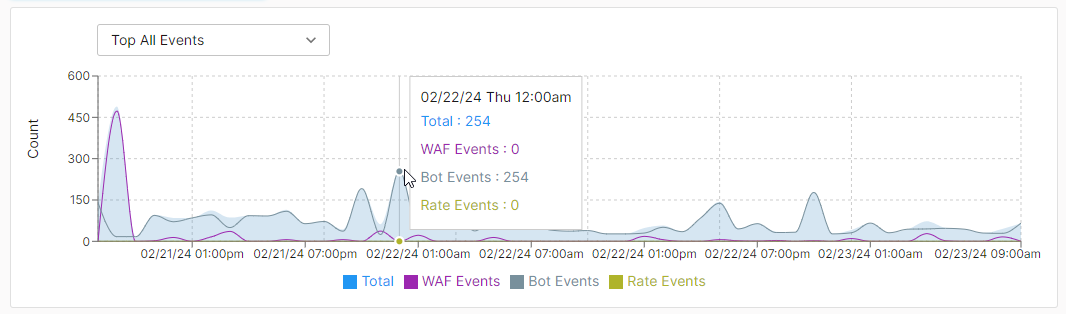 Top All Events
600
450
300
150
0
Count
02/22/24 Thu 12:00am
Total : 254
WAF Events : 0
Bot Events : 254
Rate Events : 0
02/21/24 01:00pm
02/21/24 07:00pm
02/22/24 01:00am
02/22/24 07:00am
02/22/24 01:00pm
02/22/24 07:00pm
02/23/24 01:00am
02/23/24 09:00am
Total
WAF Events
Bot Events
Rate Events